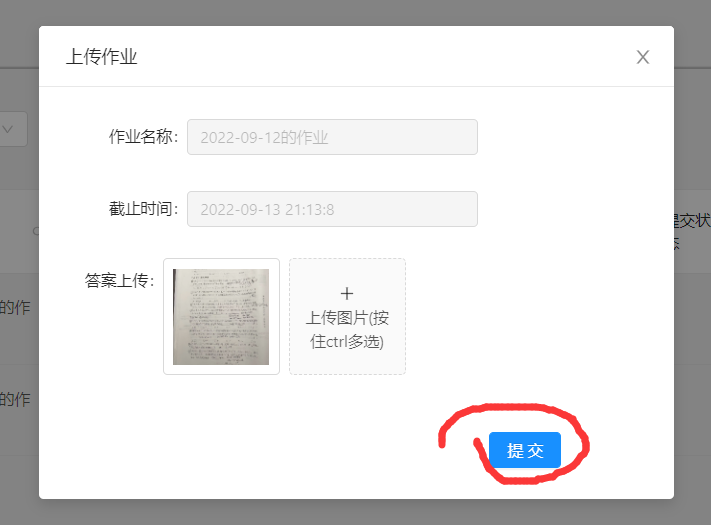 上传作业
作业名称：
2022-09-12的作业
截止时间：
2022-09-13 21:13:8
提交状
态
答案上传：
上传图片(按
住ctrl多选)
的作
的作
提 交